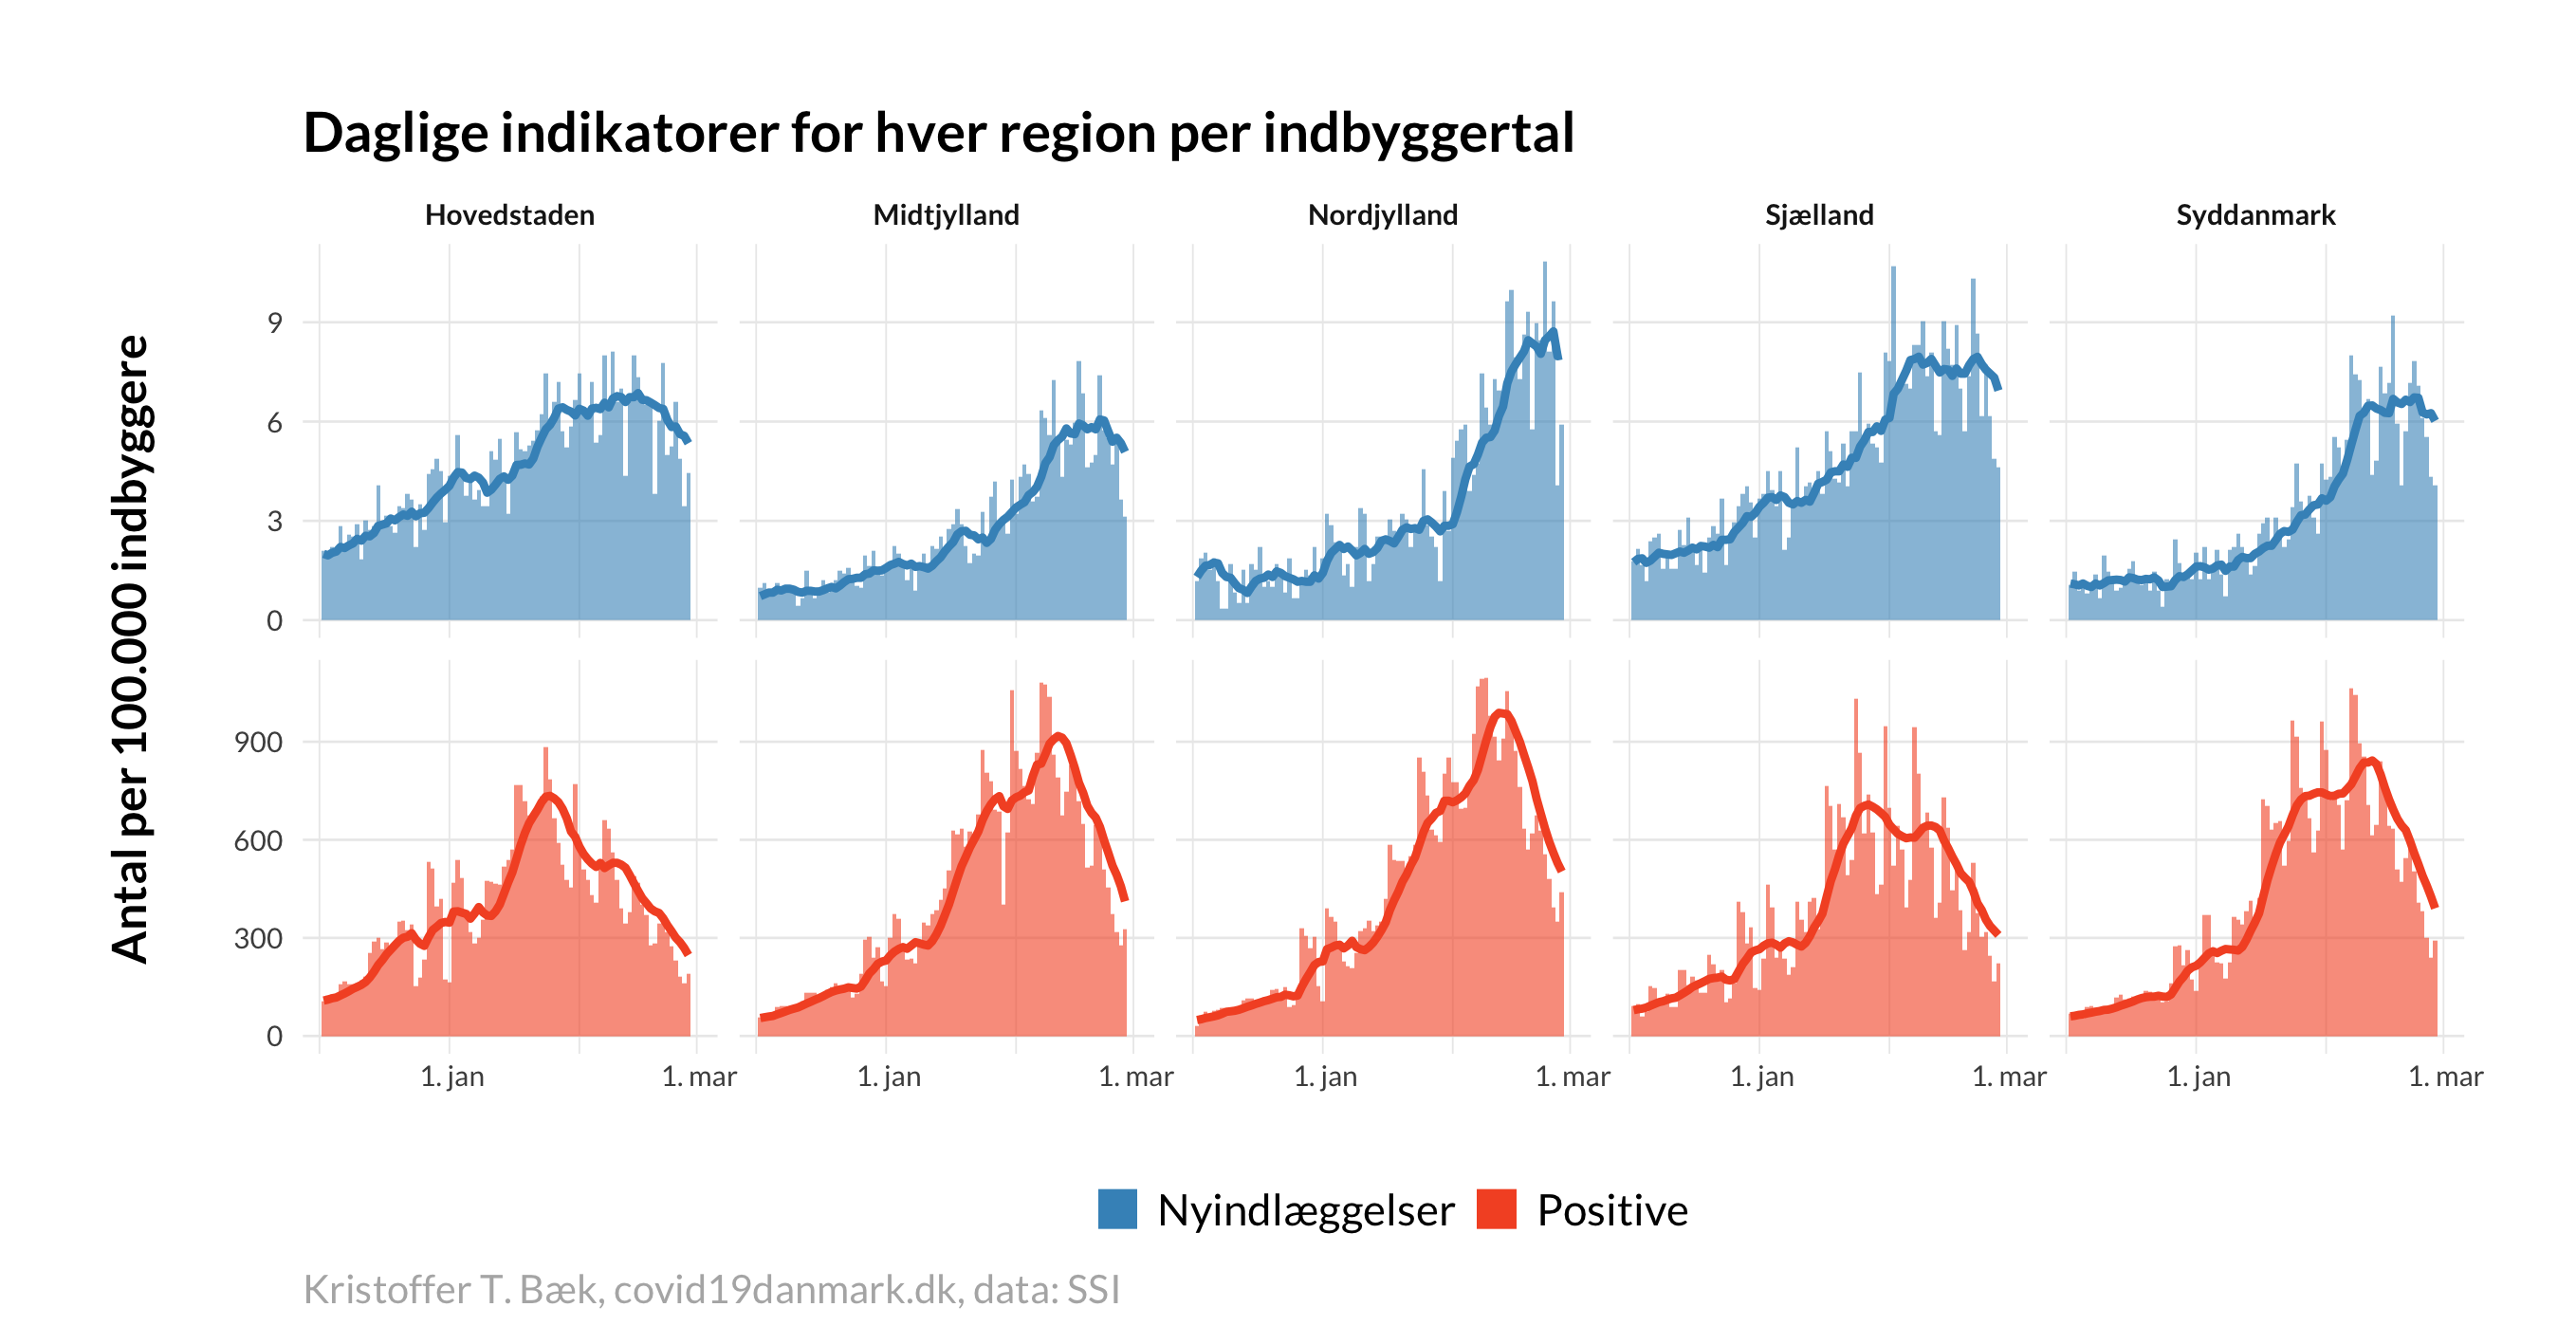 Daglige indikatorer for hver region per indbyggertal
Hovedstaden Midtjylland Nordjylland Sjælland Syddanmark
Antal per 100.000 indbyggere
9
6
3
0
900
600
300
0
1. jan 1. mar 1. jan 1. mar 1. jan 1. mar 1. jan 1. mar 1. jan 1. mar
Nyindlæggelser Positive
Kristoffer T. Bæk, covid19danmark.dk, data: SSI